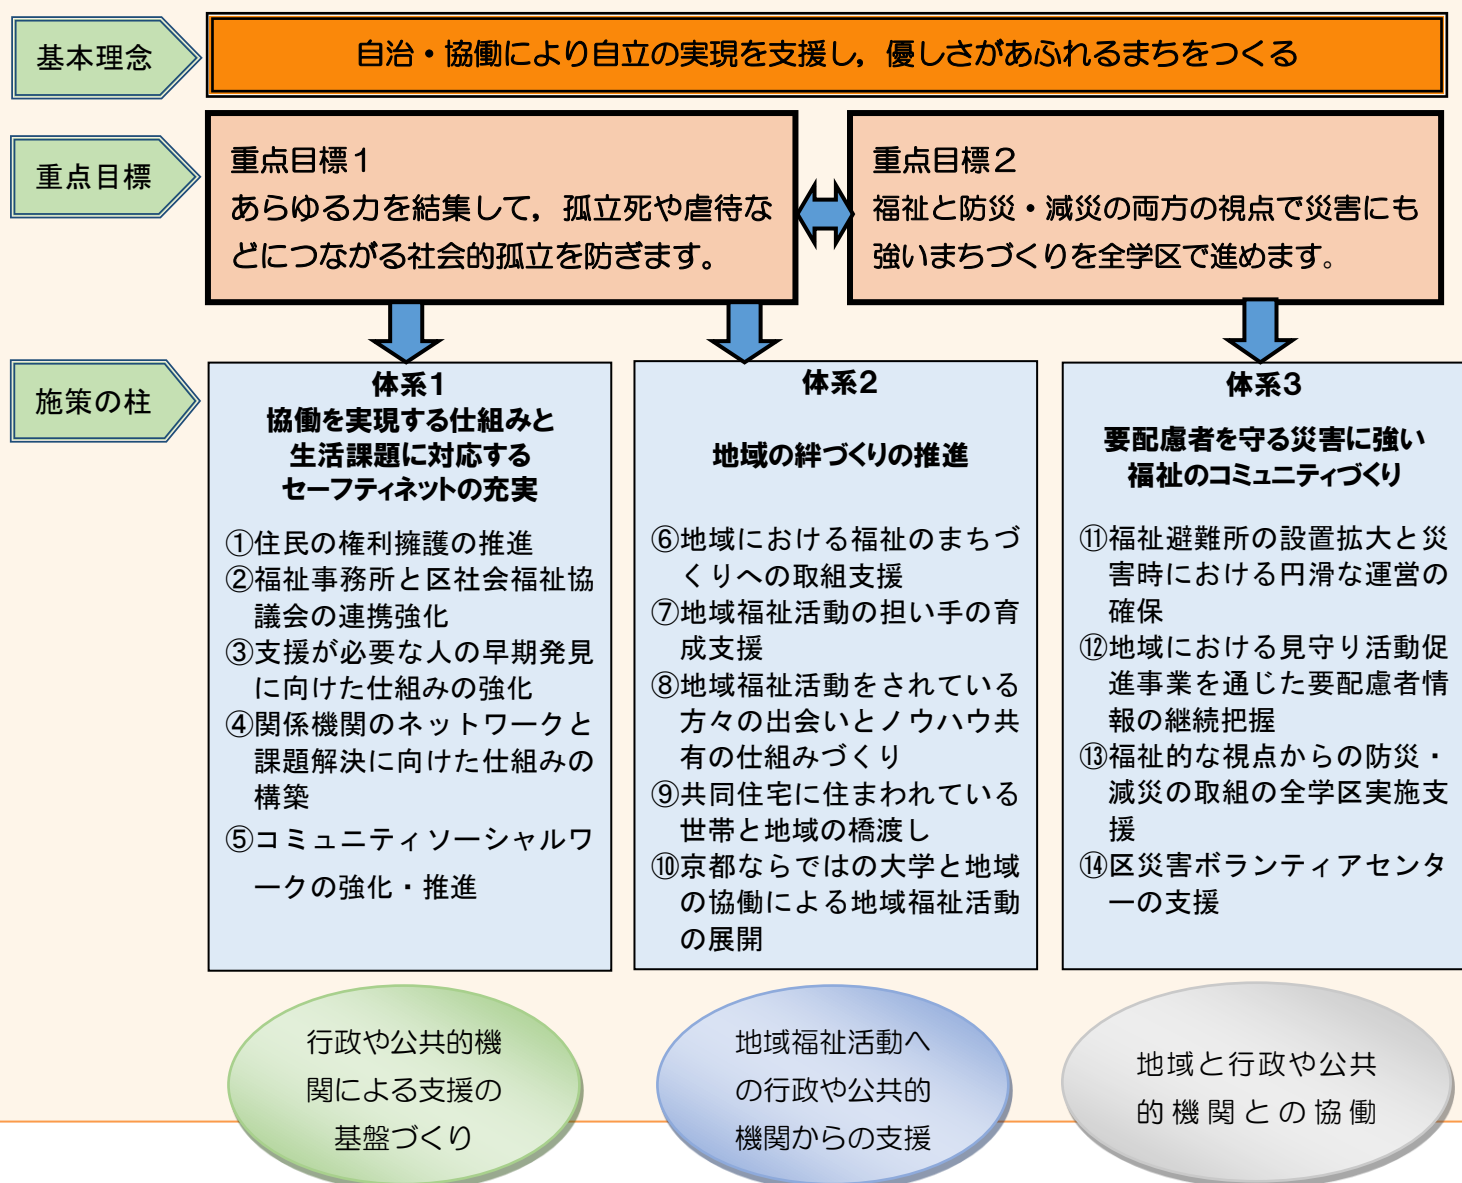 基本理念
自治・協働により自立の実現を支援し，優しさがあふれるまちをつくる
重点目標
重点目標１
あらゆる力を結集して，孤立死や虐待な
どにつながる社会的孤立を防ぎます。
重点目標２
福祉と防災・減災の両方の視点で災害にも
強いまちづくりを全学区で進めます。
施策の柱
体系1
協働を実現する仕組みと
生活課題に対応する
セーフティネットの充実
①住民の権利擁護の推進
②福祉事務所と区社会福祉協
議会の連携強化
③支援が必要な人の早期発見
に向けた仕組みの強化
④関係機関のネットワークと
課題解決に向けた仕組みの
構築
⑤コミュニティソーシャルワ
ークの強化・推進
体系2
地域の絆づくりの推進
⑥地域における福祉のまちづ
くりへの取組支援
⑦地域福祉活動の担い手の育
成支援
⑧地域福祉活動をされている
方々の出会いとノウハウ共
有の仕組みづくり
⑨共同住宅に住まわれている
世帯と地域の橋渡し
⑩京都ならではの大学と地域
の協働による地域福祉活動
の展開
体系3
要配慮者を守る災害に強い
福祉のコミュニティづくり
⑪福祉避難所の設置拡大と災
害時における円滑な運営の
確保
⑫地域における見守り活動促
進事業を通じた要配慮者情
報の継続把握
⑬福祉的な視点からの防災・
減災の取組の全学区実施支
援
⑭区災害ボランティアセンタ
ーの支援
行政や公共的機
関による支援の
基盤づくり
地域福祉活動へ
の行政や公共的
機関からの支援
地域と行政や公共
的機関との協働